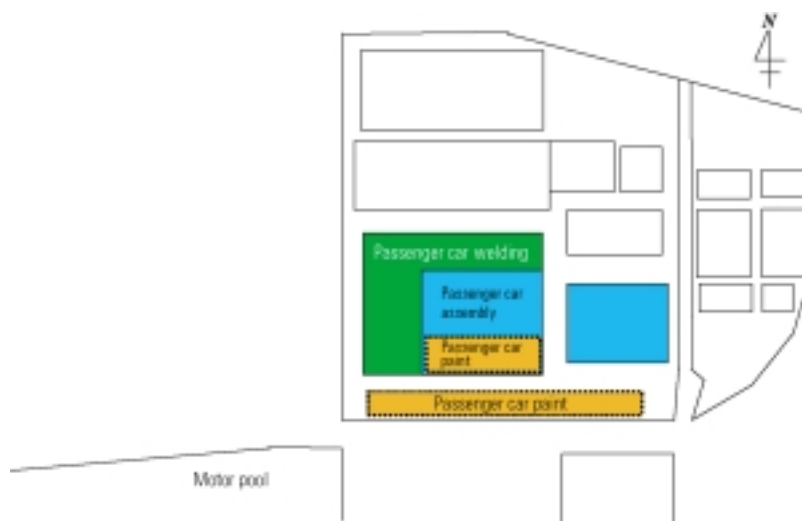 N
Passenger car welding
Passenger car
assembly
Passenger car
paint
Passenger car paint
Motor pool